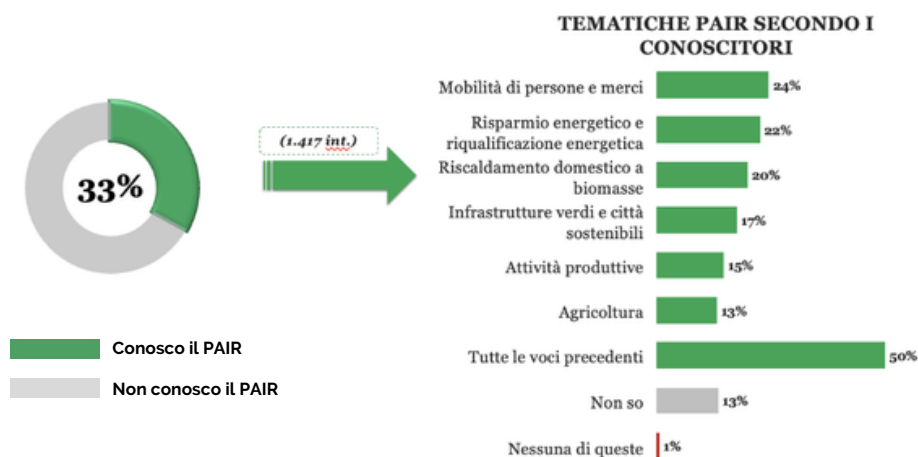 TEMATICHE PAIR SECONDO I
CONOSCITORI
33%
(1.417 int.)
Mobilità di persone e merci
24%
Risparmio energetico e
riqualificazione energetica
22%
Riscaldamento domestico a
biomasse
20%
Infrastrutture verdi e città
sostenibili
17%
Attività produttive
15%
Agricoltura
13%
Tutte le voci precedenti
50%
Non so
13%
Nessuna di queste
1%
Conosco il PAIR
Non conosco il PAIR